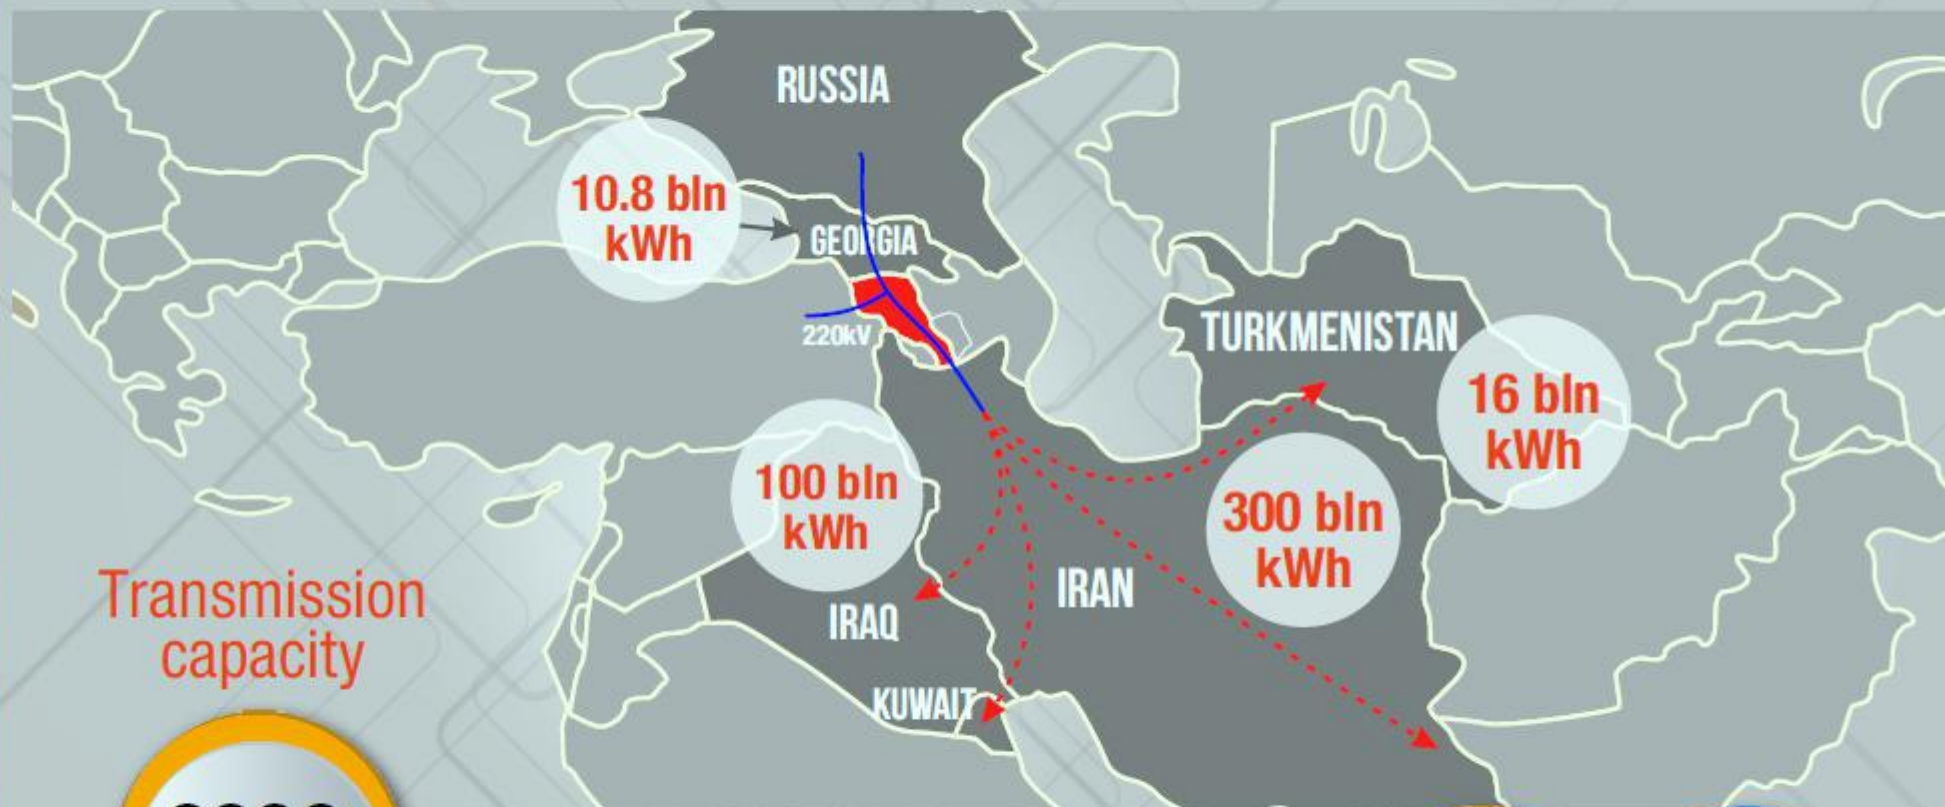 RUSSIA
10.8 bln
kWh
GEORGIA
220kV
TURKMENISTAN
16 bln
kWh
100 bln
kWh
300 bln
kWh
IRAN
IRAQ
KUWAIT
Transmission
capacity